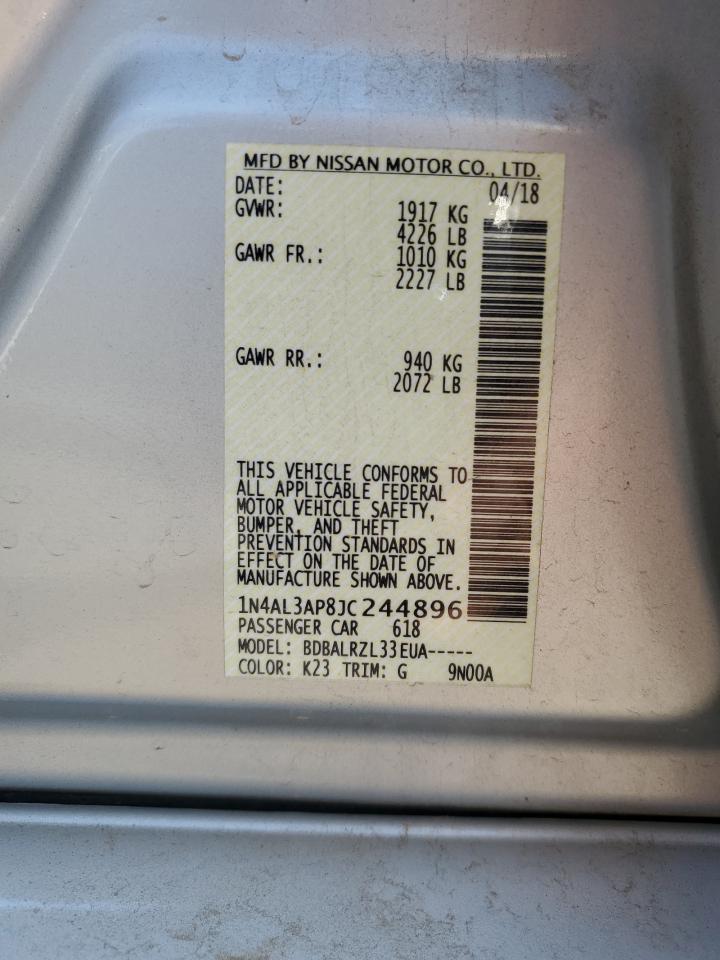 MFD BY NISSAN MOTOR CO., LTD.
DATE: 04/18
GVWR: 1917 KG
4226 LB
GAWR FR.: 1010 KG
2227 LB
GAWR RR.: 940 KG
2072 LB
THIS VEHICLE CONFORMS TO
ALL APPLICABLE FEDERAL
MOTOR VEHICLE SAFETY,
BUMPER, AND THEFT
PREVENTION STANDARDS IN
EFFECT ON THE DATE OF
MANUFACTURE SHOWN ABOVE.
1N4AL3AP8JC244896
PASSENGER CAR 618
MODEL: BDBALRZL33EUA-----
COLOR: K23 TRIM: G 9N00A